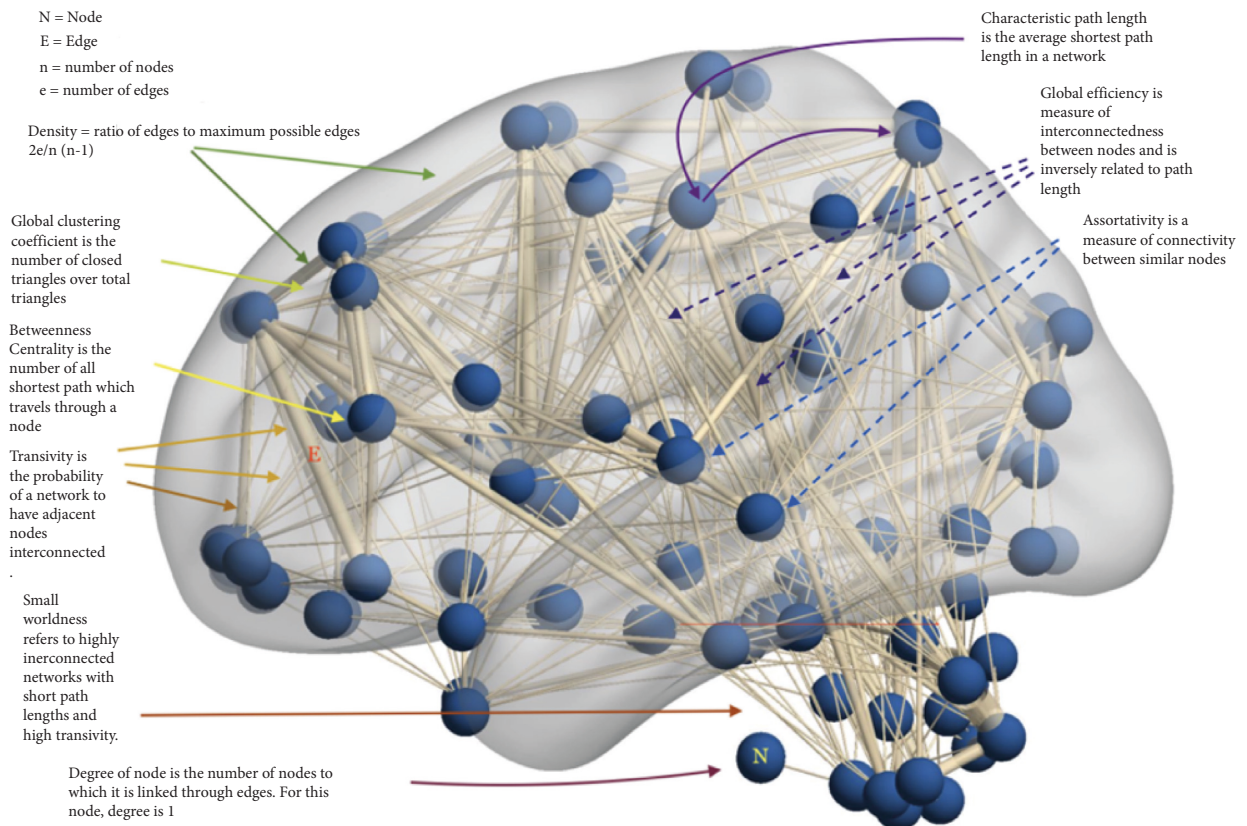 N = Node
E = Edge
n = number of nodes
e = number of edges
Density = ratio of edges to maximum possible edges
2e/n (n-1)
Global clustering
coefficient is the
number of closed
triangles over total
triangles
Betweenness
Centrality is the
number of all
shortest path which
travels through a
node
Transivity is
the probability
of a network to
have adjacent
nodes
interconnected
.
Small
worldness
refers to highly
inerconnected
networks with
short path
lengths and
high transivity.
Degree of node is the number of nodes to
which it is linked through edges. For this
node, degree is 1
Characteristic path length
is the average shortest path
length in a network
Global efficiency is
measure of
interconnectedness
between nodes and is
inversely related to path
length
Assortativity is a
measure of connectivity
between similar nodes
E
N